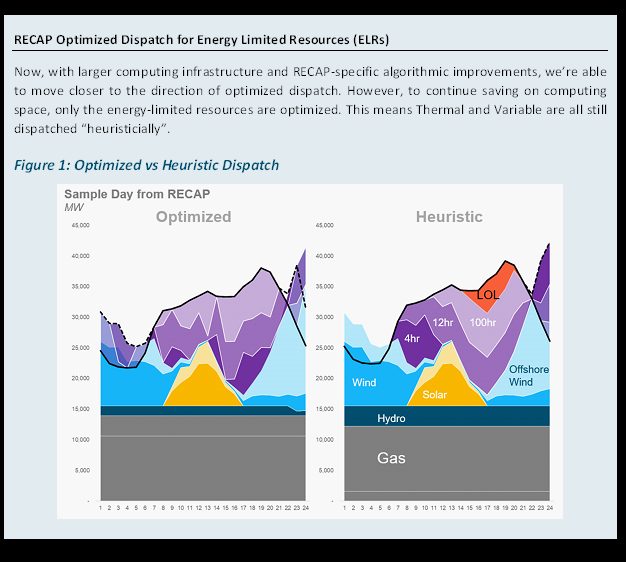 RECAP Optimized Dispatch for Energy Limited Resources (ELRs)
Now, with larger computing infrastructure and RECAP-specific algorithmic improvements, we're able
to move closer to the direction of optimized dispatch. However, to continue saving on computing
space, only the energy-limited resources are optimized. This means Thermal and Variable are all still
dispatched "heuristicially".
Figure 1: Optimized vs Heuristic Dispatch
Sample Day from RECAP
MW
Optimized
45,000
40,000
35,000
30,000
25,000
20,000
15,000
10,000
5,000
-
1 2 3 4 5 6 7 8 9 10 11 12 13 14 15 16 17 18 19 20 21 22 23 24
Heuristic
45,000
40,000
35,000
30,000
25,000
20,000
15,000
10,000
5,000
-
LOL
12hr
100hr
4hr
Offshore
Wind
Wind
Solar
Hydro
Gas
1 2 3 4 5 6 7 8 9 10 11 12 13 14 15 16 17 18 19 20 21 22 23 24